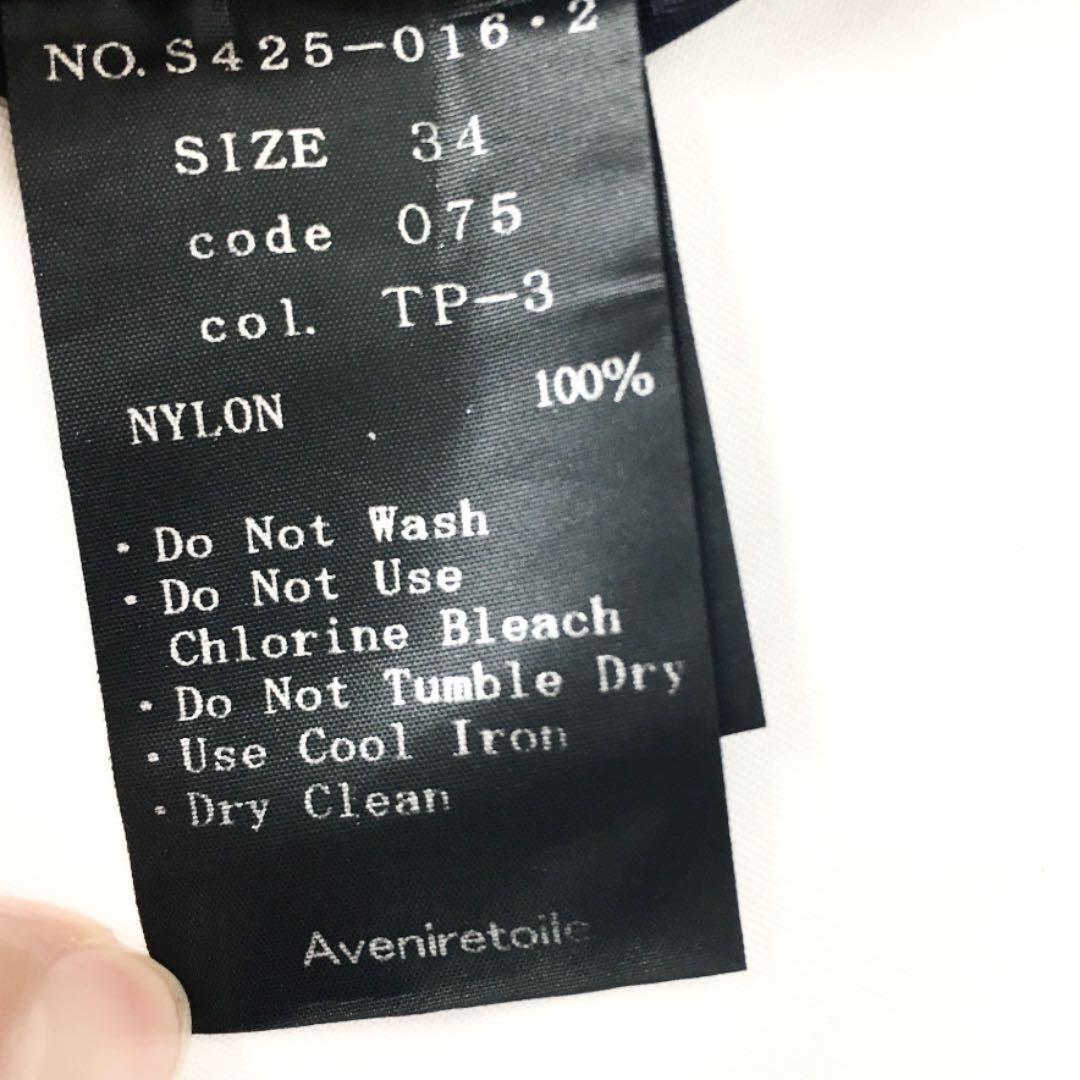 NO. S425-016・2
SIZE 34
code 075
col. TP-3
NYLON 100%
・Do Not Wash
・Do Not Use
Chlorine Bleach
・Do Not Tumble Dry
・Use Cool Iron
・Dry Clean
Aveniretoile